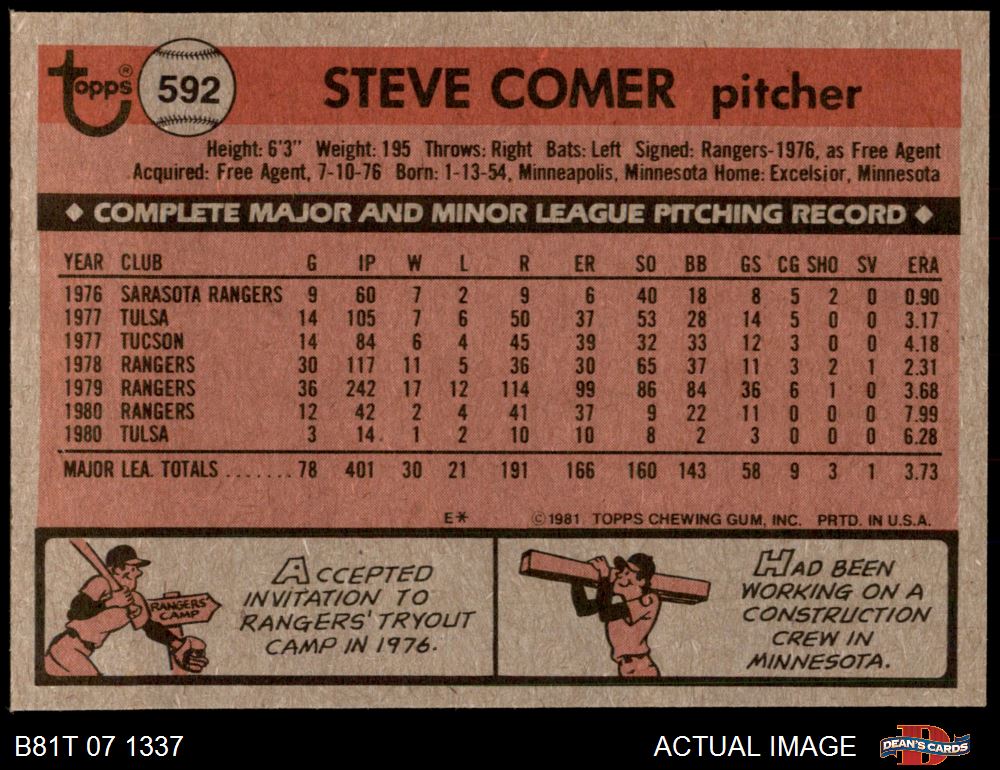 topps® 592 STEVE COMER pitcher
Height: 6'3" Weight: 195 Throws: Right Bats: Left Signed: Rangers-1976, as Free Agent
Acquired: Free Agent, 7-10-76 Born: 1-13-54, Minneapolis, Minnesota Home: Excelsior, Minnesota
◆ COMPLETE MAJOR AND MINOR LEAGUE PITCHING RECORD ◆
YEAR CLUB G IP W L R ER SO BB GS CG SHO SV ERA
1976 SARASOTA RANGERS 9 60 7 2 9 6 40 18 8 5 2 0 0.90
1977 TULSA 14 105 7 6 50 37 53 28 14 5 0 0 3.17
1977 TUCSON 14 84 6 4 45 39 32 33 12 3 0 0 4.18
1978 RANGERS 30 117 11 5 36 30 65 37 11 3 2 1 2.31
1979 RANGERS 36 242 17 12 114 99 86 84 36 6 1 0 3.68
1980 RANGERS 12 42 2 4 41 37 9 22 11 0 0 0 7.99
1980 TULSA 3 14 1 2 10 10 8 2 3 0 0 0 6.28
MAJOR LEA. TOTALS ....... 78 401 30 21 191 166 160 143 58 9 3 1 3.73
E* ©1981 TOPPS CHEWING GUM, INC. PRTD. IN U.S.A.
RANGERS'
CAMP
ACCEPTED
INVITATION TO
RANGERS' TRYOUT
CAMP IN 1976.
HAD BEEN
WORKING ON A
CONSTRUCTION
CREW IN
MINNESOTA.
B81T 07 1337 ACTUAL IMAGE D DEAN'S CARDS